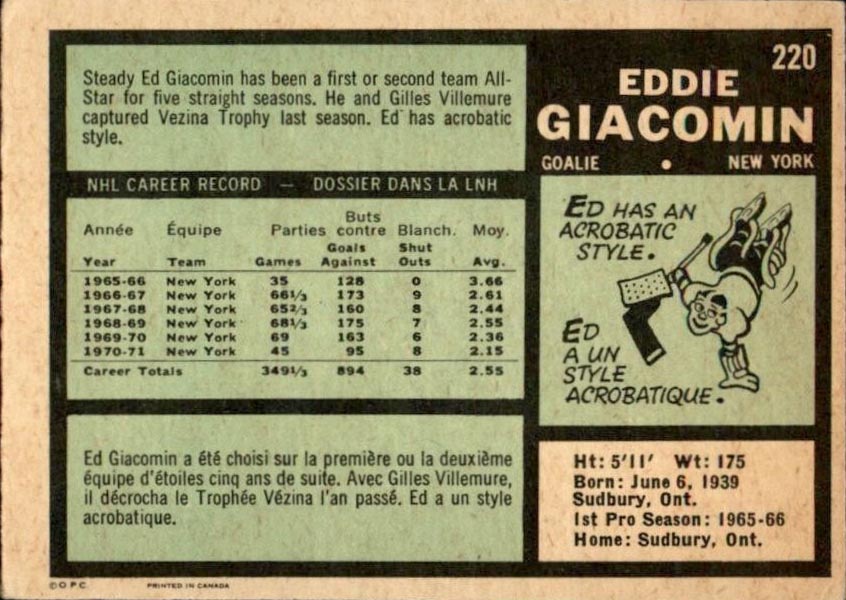 220
EDDIE
GIACOMIN
GOALIE • NEW YORK
Steady Ed Giacomin has been a first or second team All-
Star for five straight seasons. He and Gilles Villemure
captured Vezina Trophy last season. Ed has acrobatic
style.
NHL CAREER RECORD — DOSSIER DANS LA LNH
Année Équipe Parties Buts contre Blanch. Moy.
Year Team Games Goals Against Shut Outs Avg.
1965-66 New York 35 128 0 3.66
1966-67 New York 66 1/3 173 9 2.61
1967-68 New York 65 2/3 160 8 2.44
1968-69 New York 68 1/3 175 7 2.55
1969-70 New York 69 163 6 2.36
1970-71 New York 45 95 8 2.15
Career Totals 349 1/3 894 38 2.55
Ed Giacomin a été choisi sur la première ou la deuxième
équipe d'étoiles cinq ans de suite. Avec Gilles Villemure,
il décrocha le Trophée Vézina l'an passé. Ed a un style
acrobatique.
ED HAS AN
ACROBATIC
STYLE.
ED
A UN
STYLE
ACROBATIQUE.
Ht: 5'11' Wt: 175
Born: June 6, 1939
Sudbury, Ont.
1st Pro Season: 1965-66
Home: Sudbury, Ont.
© O.P.C. PRINTED IN CANADA